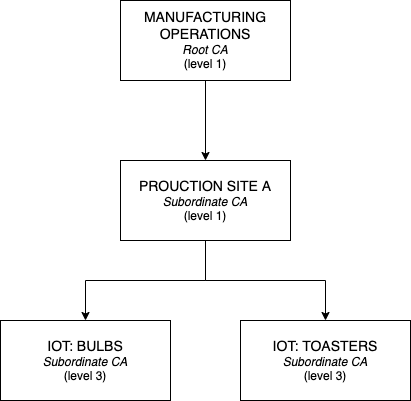 MANUFACTURING
OPERATIONS
Root CA
(level 1)
PROUCTION SITE A
Subordinate CA
(level 1)
IOT: BULBS
Subordinate CA
(level 3)
IOT: TOASTERS
Subordinate CA
(level 3)